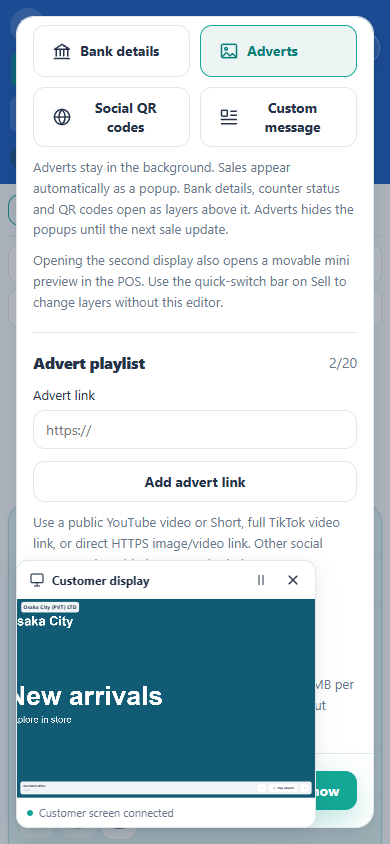 Bank details
Adverts
Social QR
codes
Custom
message
Adverts stay in the background. Sales appear
automatically as a popup. Bank details, counter status
and QR codes open as layers above it. Adverts hides the
popups until the next sale update.
Opening the second display also opens a movable mini
preview in the POS. Use the quick-switch bar on Sell to
change layers without this editor.
Advert playlist
2/20
Advert link
https://
Add advert link
Use a public YouTube video or Short, full TikTok video
link, or direct HTTPS image/video link. Other social
Customer display
Osaka City (PVT) LTD
saka City
New arrivals
plore in store
MB per
ut
now
Customer screen connected